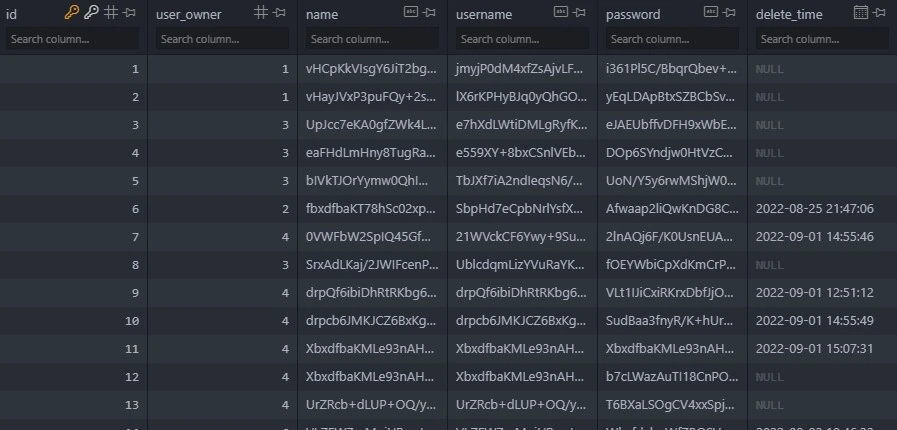 id user_owner name username password delete_time
Search column... Search column... Search column... Search column... Search column... Search column...
1 1 vHCpKkVIsgY6JiT2bg... jmyjP0dM4xfZsAjvLF... i361Pl5C/BbqrQbev+... NULL
2 1 vHayJVxP3puFQy+2s... lX6rKPHyBJq0yQhGO... yEqLDApBtxSZBCbSv... NULL
3 3 UpJcc7eKA0gfZWk4L... e7hXdLWtiDMLgRyfK... eJAEUbffvDFH9xWbE... NULL
4 3 eaFHdLmHny8TugRa... e559XY+8bxCSnlVEb... DOp6SYndjw0HtVzC... NULL
5 3 bIVkTJOrYymw0QhI... TbJXf7iA2ndIeqsN6/... UoN/Y5y6rwMShjW0... NULL
6 2 fbxdfbaKT78hSc02xp... SbpHd7eCpbNrlYsfX... Afwaap2liQwKnDG8C... 2022-08-25 21:47:06
7 4 0VWFbW2SpIQ45Gf... 21WVckCF6Ywy+9Su... 2lnAQj6F/K0UsnEUA... 2022-09-01 14:55:46
8 3 SrxAdLKaj/2JWIFcenP... UblcdqmLizYVuRaYK... fOEYWbiCpXdKmCrP... NULL
9 4 drpQf6ibiDhRtRKbg6... drpQf6ibiDhRtRKbg6... VLt1IJiCxiRKrxDbfJjO... 2022-09-01 12:51:12
10 4 drpcb6JMKJCZ6BxKg... drpcb6JMKJCZ6BxKg... SudBaa3fnyR/K+hUr... 2022-09-01 14:55:49
11 4 XbxdfbaKMLe93nAH... XbxdfbaKMLe93nAH... XbxdfbaKMLe93nAH... 2022-09-01 15:07:31
12 4 XbxdfbaKMLe93nAH... XbxdfbaKMLe93nAH... b7cLWazAuTI18CnPO... NULL
13 4 UrZRcb+dLUP+OQ/y... UrZRcb+dLUP+OQ/y... T6BXaLSOgCV4xxSpj... NULL